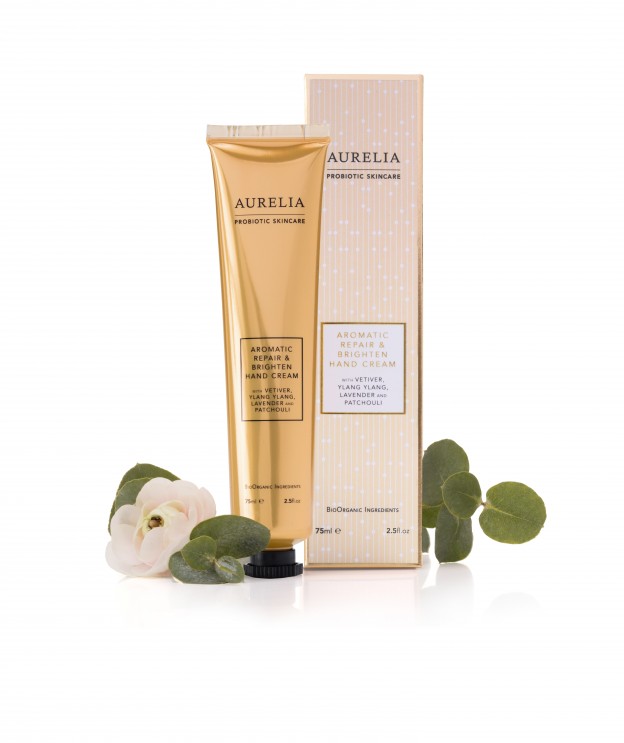 AURELIA
PROBIOTIC SKINCARE
AROMATIC
REPAIR &
BRIGHTEN
HAND CREAM
WITH VETIVER,
YLANG YLANG,
LAVENDER AND
PATCHOULI
BIOORGANIC INGREDIENTS
75ml ℮ 2.5fl oz
AURELIA
PROBIOTIC SKINCARE
AROMATIC
REPAIR &
BRIGHTEN
HAND CREAM
WITH VETIVER,
YLANG YLANG,
LAVENDER AND
PATCHOULI
BIOORGANIC INGREDIENTS
75ml ℮ 2.5fl.oz